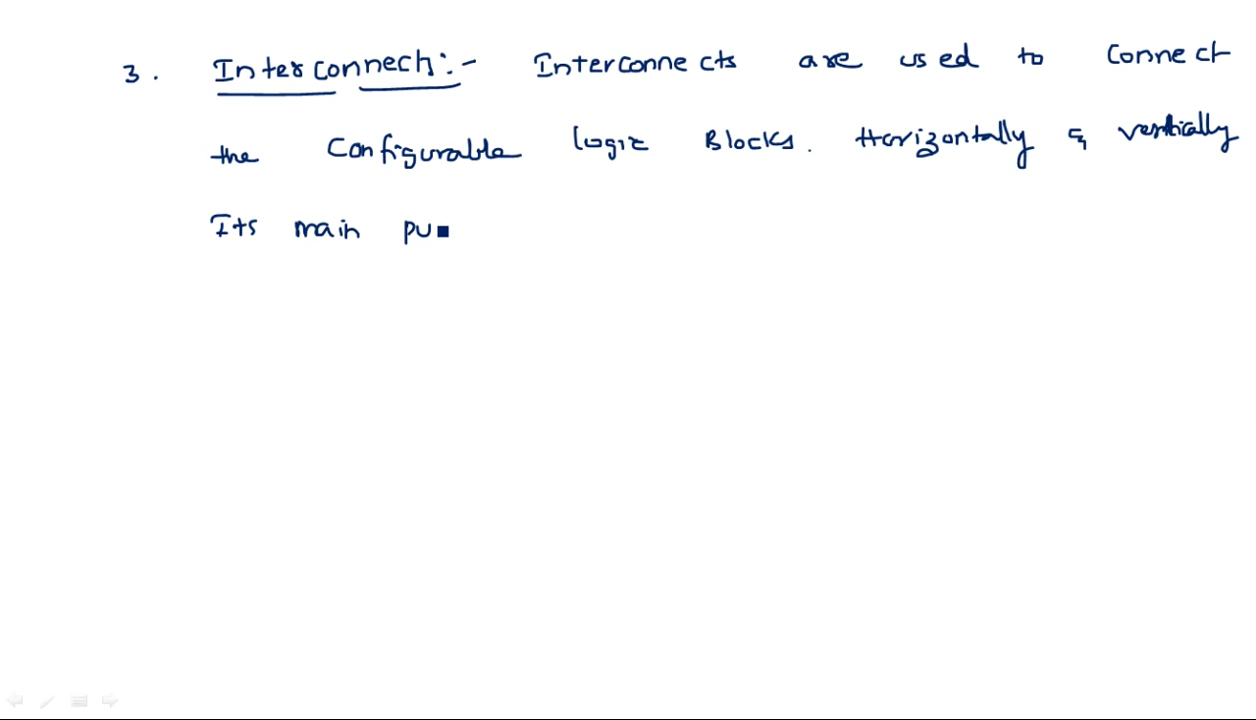 3. Interconnect:- Interconnects are used to connect
the Configurable logic Blocks. Horizontally & vertically
Its main pu